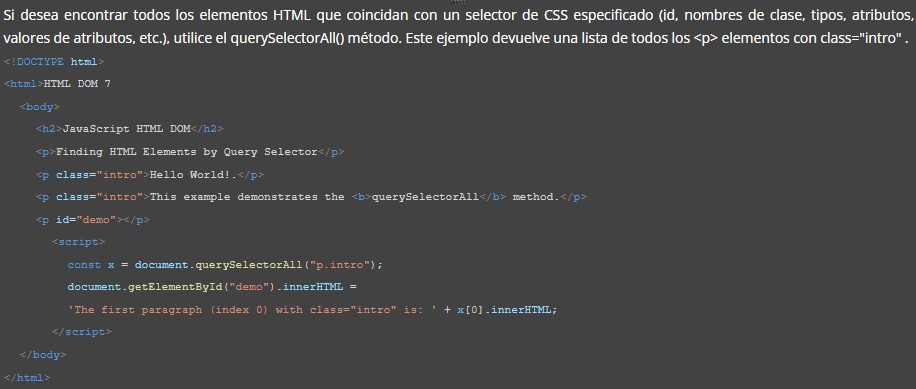 Si desea encontrar todos los elementos HTML que coincidan con un selector de CSS especificado (id, nombres de clase, tipos, atributos,
valores de atributos, etc.), utilice el querySelectorAll() método. Este ejemplo devuelve una lista de todos los <p> elementos con class="intro" .
<!DOCTYPE html>
<html>HTML DOM 7
<body>
<h2>JavaScript HTML DOM</h2>
<p>Finding HTML Elements by Query Selector</p>
<p class="intro">Hello World!.</p>
<p class="intro">This example demonstrates the <b>querySelectorAll</b> method.</p>
<p id="demo"></p>
<script>
const x = document.querySelectorAll("p.intro");
document.getElementById("demo").innerHTML =
'The first paragraph (index 0) with class="intro" is: ' + x[0].innerHTML;
</script>
</body>
</html>